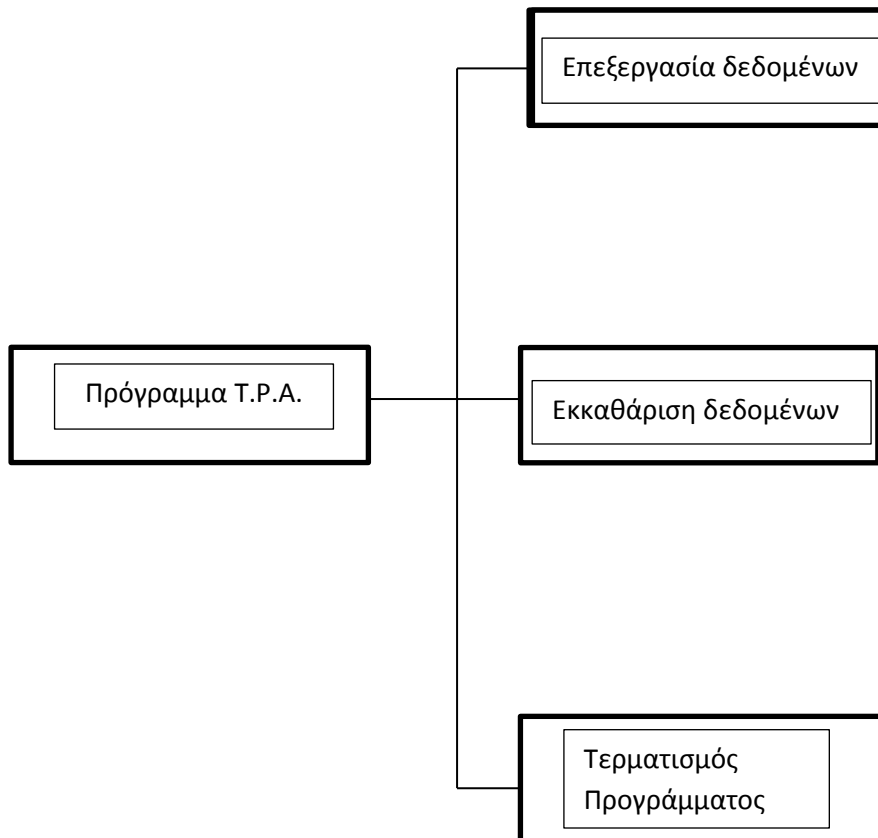 Επεξεργασία δεδομένων
Πρόγραμμα Τ.Ρ.Α.
Εκκαθάριση δεδομένων
Τερματισμός
Προγράμματος